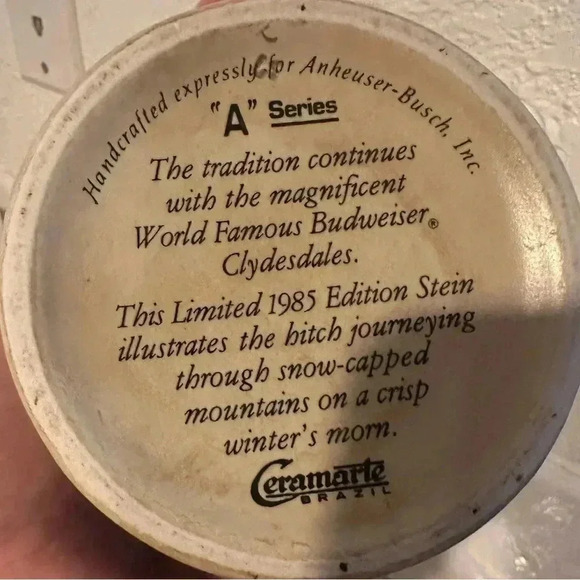 Handcrafted expressly for Anheuser-Busch, Inc.
"A" Series
The tradition continues
with the magnificent
World Famous Budweiser®
Clydesdales.
This Limited 1985 Edition Stein
illustrates the hitch journeying
through snow-capped
mountains on a crisp
winter's morn.
Ceramarte
BRAZIL